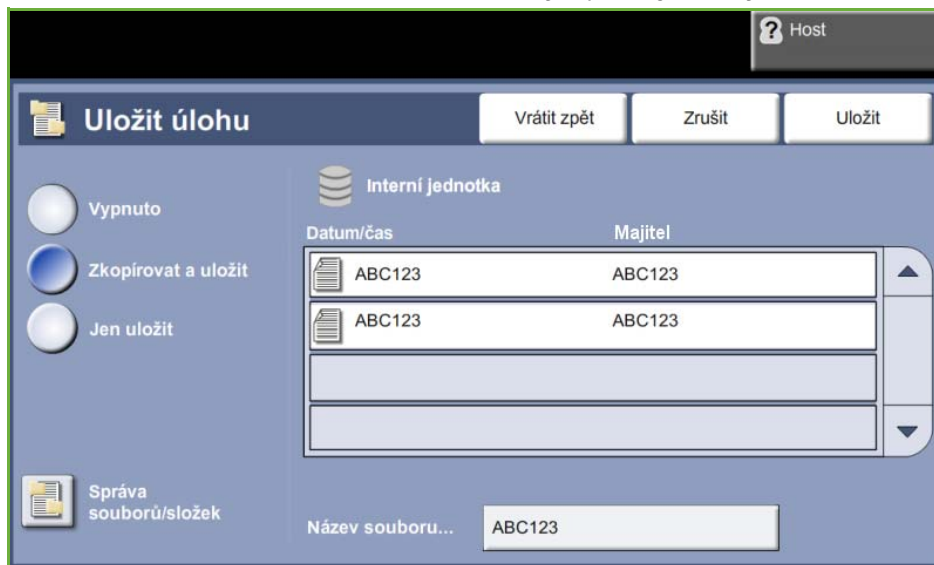 ? Host
Uložit úlohu
Vrátit zpět
Zrušit
Uložit
Vypnuto
Zkopírovat a uložit
Jen uložit
Správa
souborů/složek
Interní jednotka
Datum/čas Majitel
ABC123 ABC123
ABC123 ABC123
Název souboru... ABC123